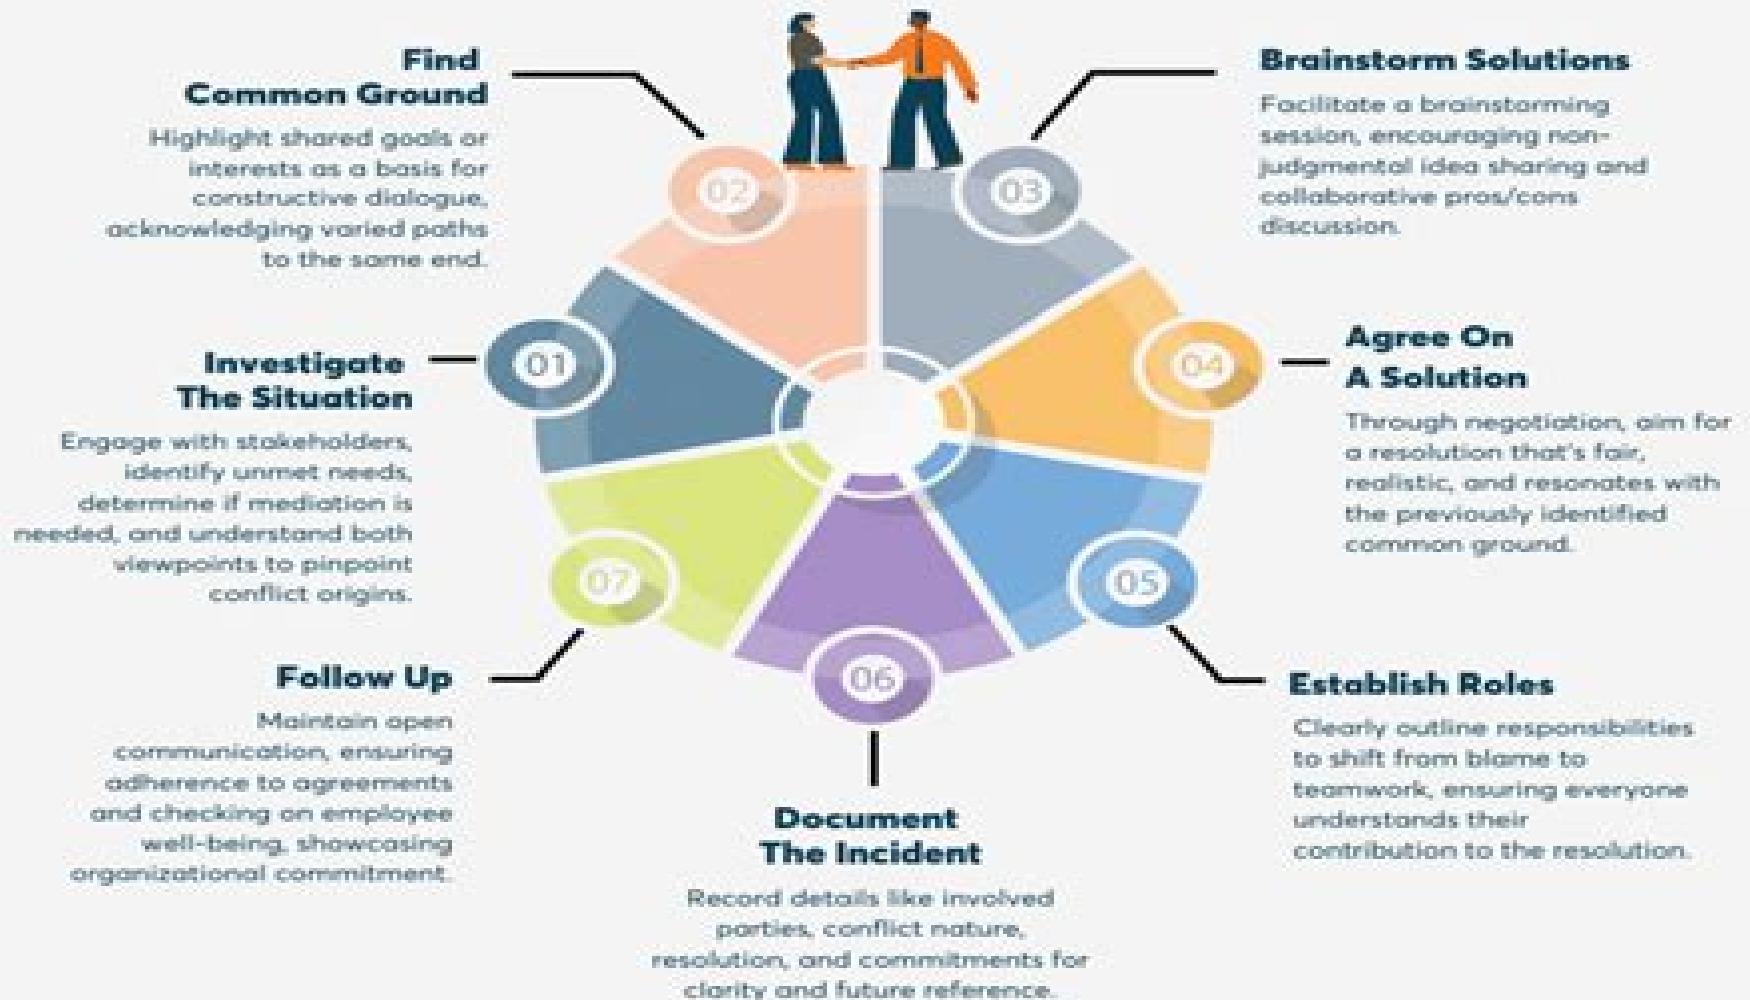 01
Investigate
The Situation
Engage with stakeholders,
identify unmet needs,
determine if mediation is
needed, and understand both
viewpoints to pinpoint
conflict origins.
02
Find
Common Ground
Highlight shared goals or
interests as a basis for
constructive dialogue,
acknowledging varied paths
to the same end.
03
Brainstorm Solutions
Facilitate a brainstorming
session, encouraging non-
judgmental idea sharing and
collaborative pros/cons
discussion.
04
Agree On
A Solution
Through negotiation, aim for
a resolution that's fair,
realistic, and resonates with
the previously identified
common ground.
05
Establish Roles
Clearly outline responsibilities
to shift from blame to
teamwork, ensuring everyone
understands their
contribution to the resolution.
06
Document
The Incident
Record details like involved
parties, conflict nature,
resolution, and commitments for
clarity and future reference.
07
Follow Up
Maintain open
communication, ensuring
adherence to agreements
and checking on employee
well-being, showcasing
organizational commitment.